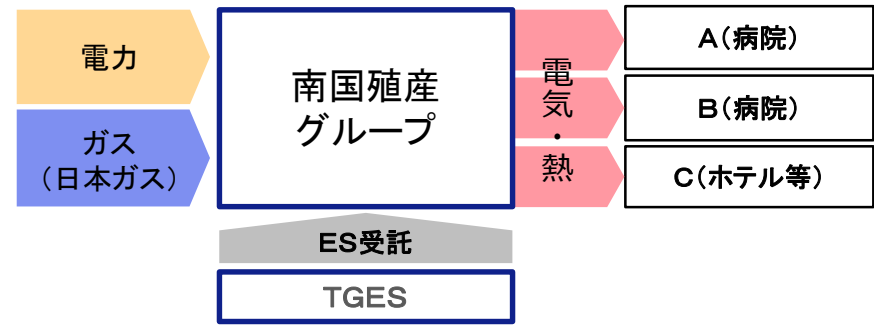 電力
ガス
（日本ガス）
南国殖産
グループ
電気・熱
A（病院）
B（病院）
C（ホテル等）
ES受託
TGES